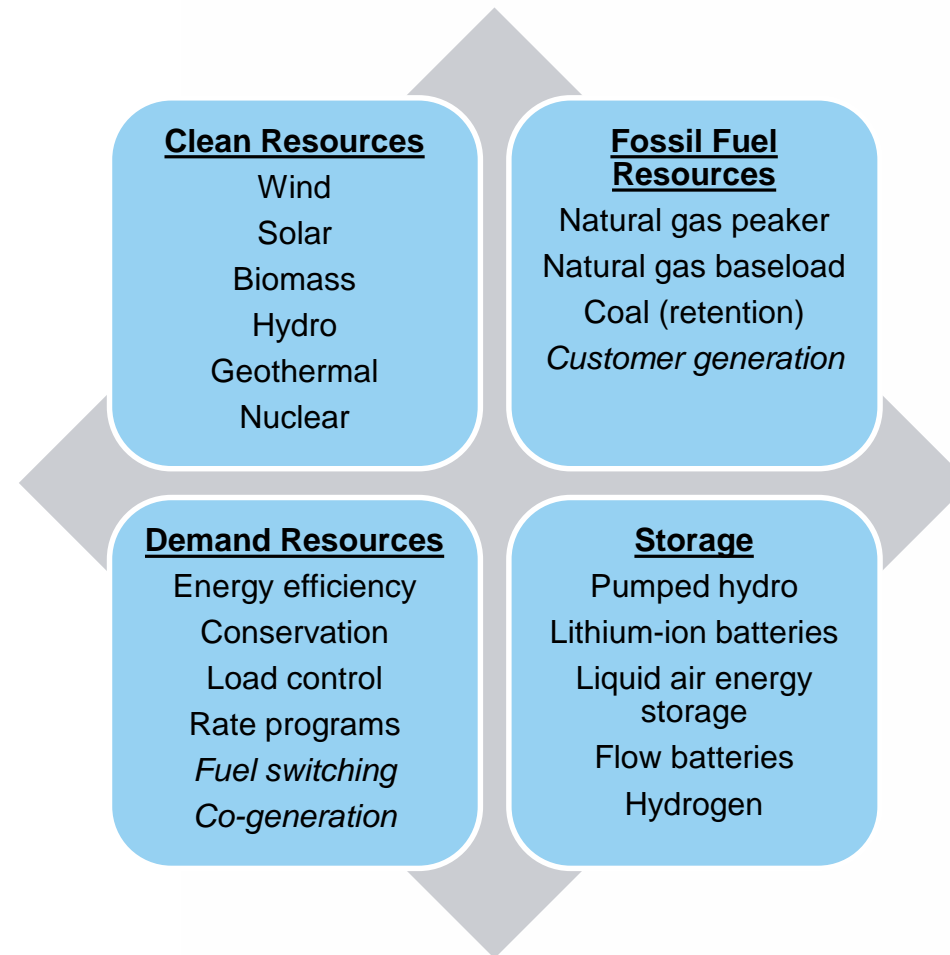 Clean Resources
Wind
Solar
Biomass
Hydro
Geothermal
Nuclear
Fossil Fuel
Resources
Natural gas peaker
Natural gas baseload
Coal (retention)
Customer generation
Demand Resources
Energy efficiency
Conservation
Load control
Rate programs
Fuel switching
Co-generation
Storage
Pumped hydro
Lithium-ion batteries
Liquid air energy
storage
Flow batteries
Hydrogen